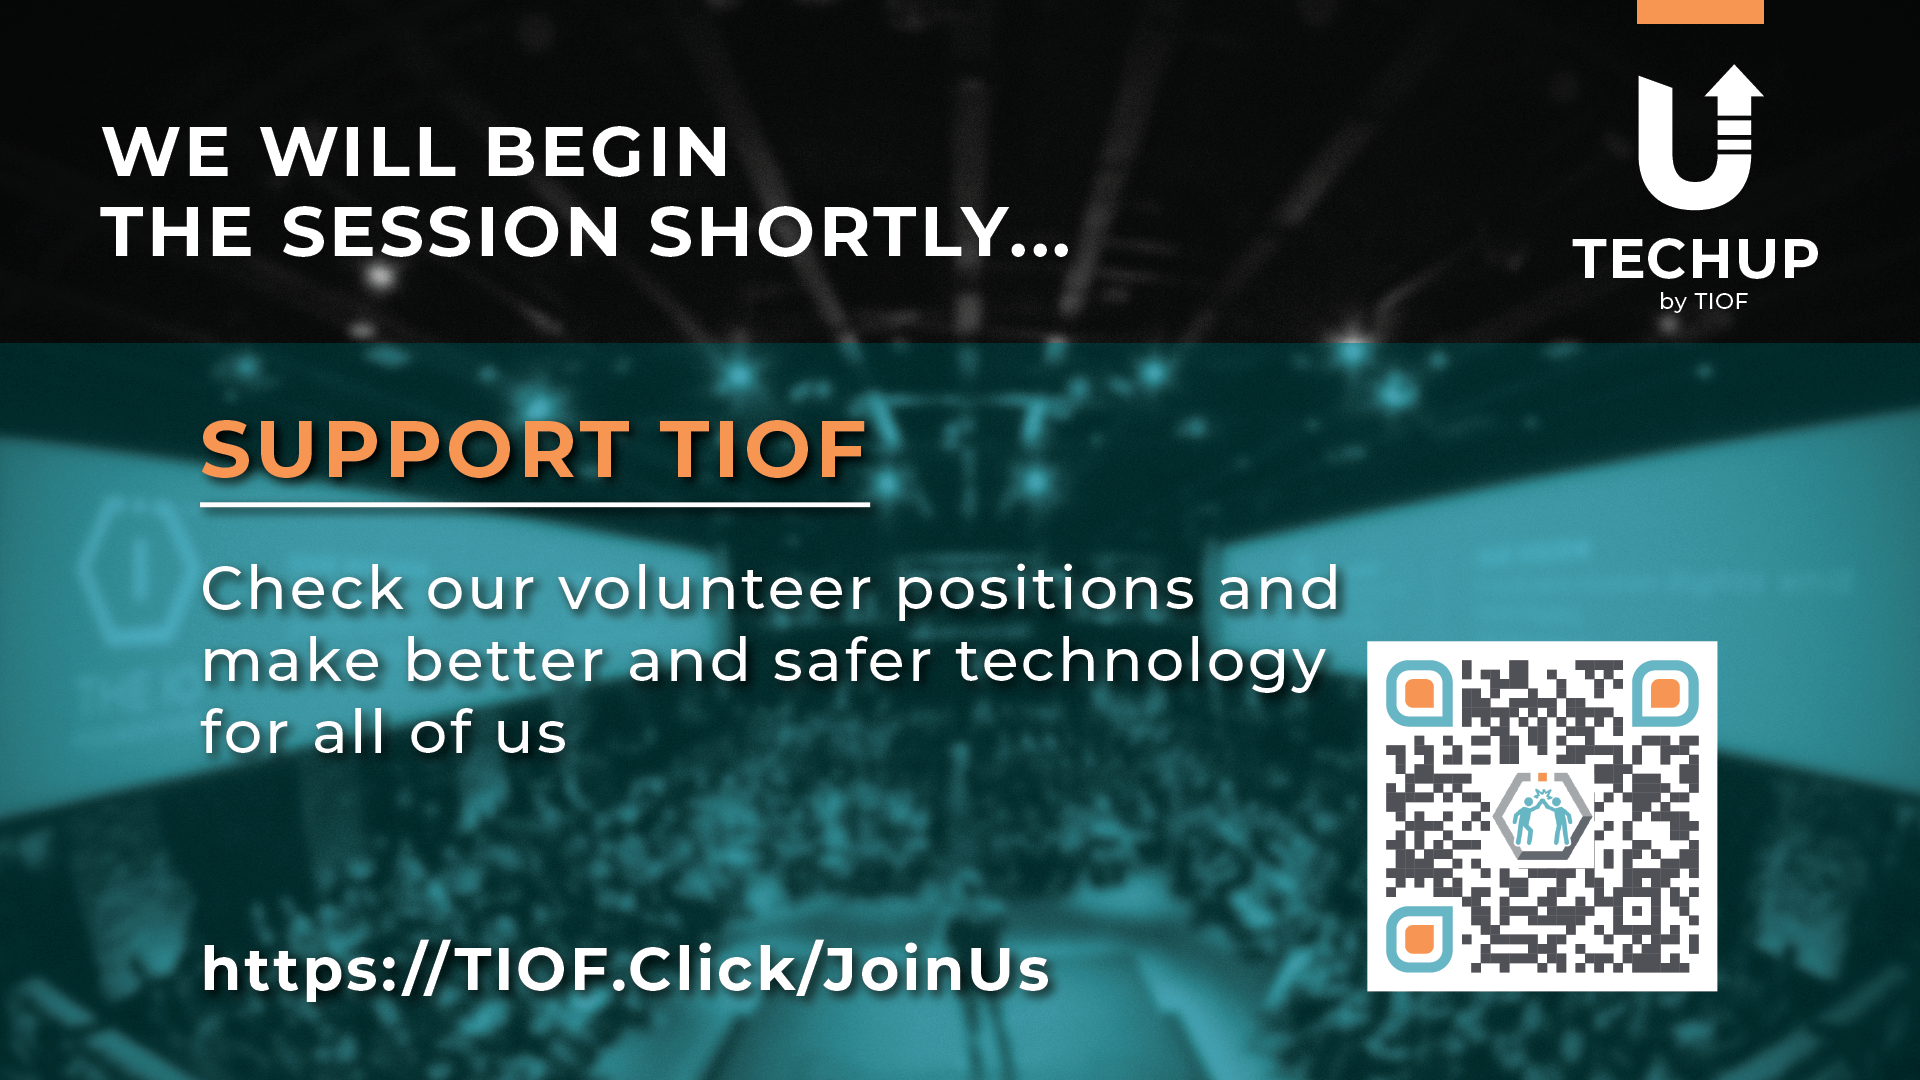 WE WILL BEGIN
THE SESSION SHORTLY...
TECHUP
by TIOF
SUPPORT TIOF
Check our volunteer positions and
make better and safer technology
for all of us
https://TIOF.Click/JoinUs